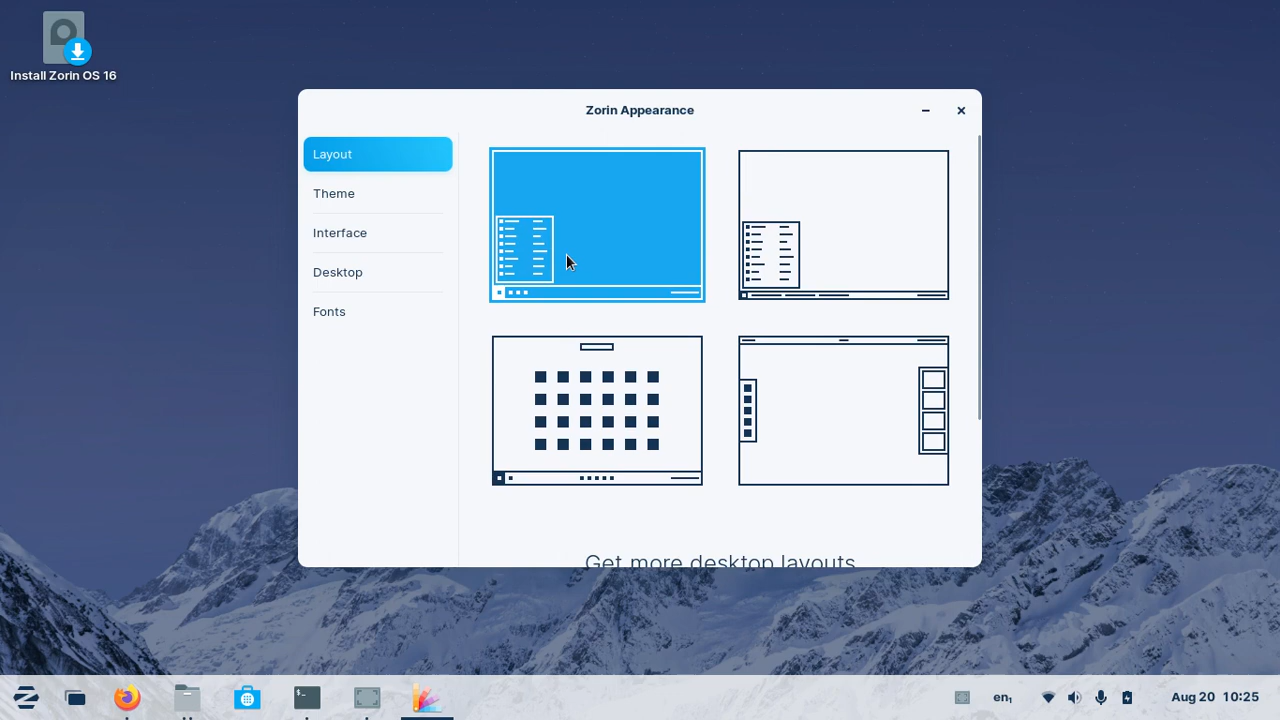 Install Zorin OS 16
Zorin Appearance
Layout
Theme
Interface
Desktop
Fonts
Get more desktop layouts
$_
en₁
Aug 20 10:25